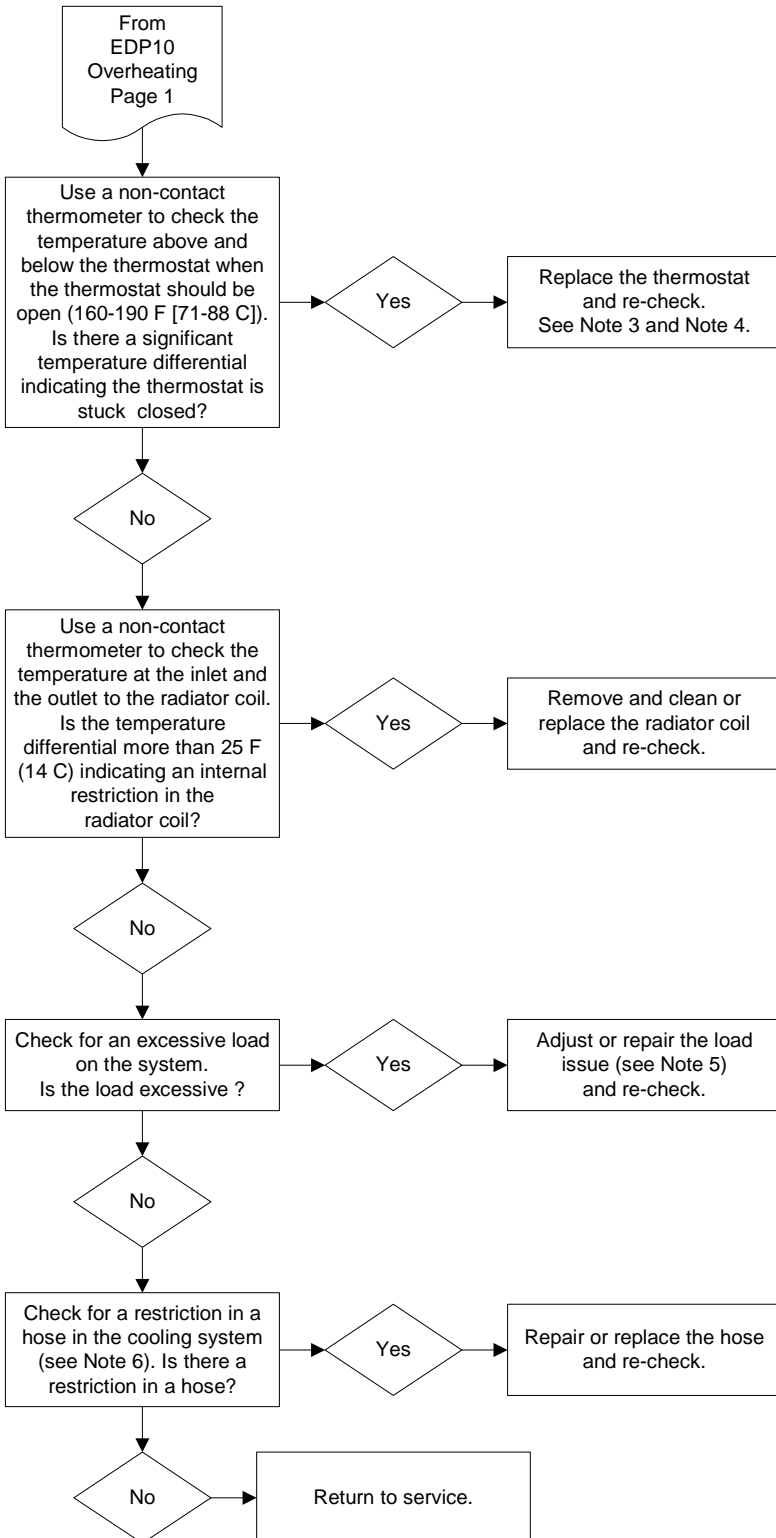 From
EDP10
Overheating
Page 1
Use a non-contact
thermometer to check the
temperature above and
below the thermostat when
the thermostat should be
open (160-190 F [71-88 C]).
Is there a significant
temperature differential
indicating the thermostat is
stuck closed?
Yes
Replace the thermostat
and re-check.
See Note 3 and Note 4.
No
Use a non-contact
thermometer to check the
temperature at the inlet and
the outlet to the radiator coil.
Is the temperature
differential more than 25 F
(14 C) indicating an internal
restriction in the
radiator coil?
Yes
Remove and clean or
replace the radiator coil
and re-check.
No
Check for an excessive load
on the system.
Is the load excessive ?
Yes
Adjust or repair the load
issue (see Note 5)
and re-check.
No
Check for a restriction in a
hose in the cooling system
(see Note 6). Is there a
restriction in a hose?
Yes
Repair or replace the hose
and re-check.
No
Return to service.